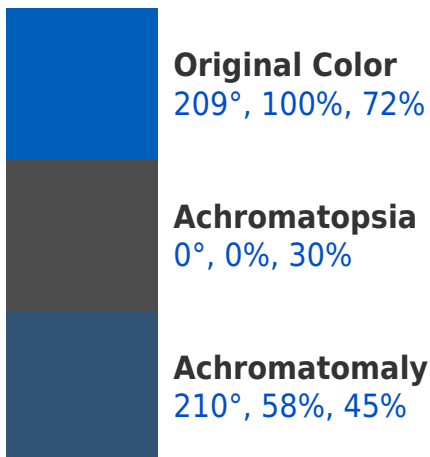 Original Color
209°, 100%, 72%
Achromatopsia
0°, 0%, 30%
Achromatomaly
210°, 58%, 45%